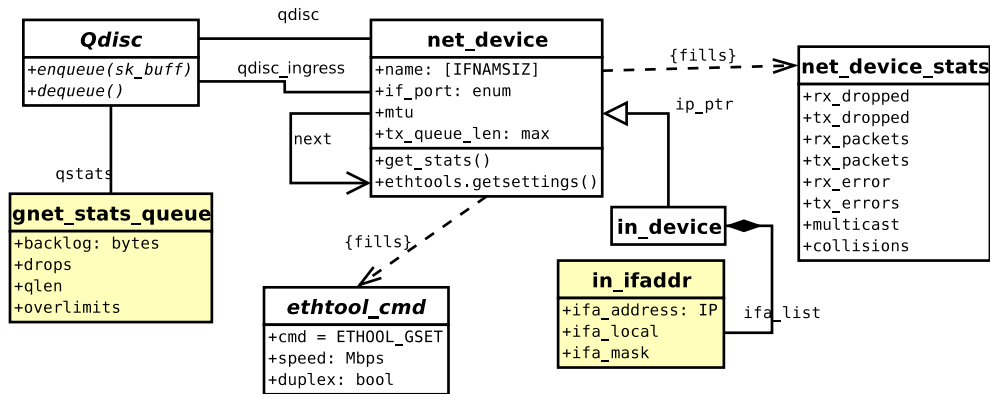 qdisc
Qdisc
+enqueue(sk_buff)
+dequeue()
qdisc_ingress
net_device
+name: [IFNAMSIZ]
+if_port: enum
+mtu
+tx_queue_len: max
+get_stats()
+ethtools.getsettings()
next
{fills}
net_device_stats
+rx_dropped
+tx_dropped
+rx_packets
+tx_packets
+rx_error
+tx_errors
+multicast
+collisions
ip_ptr
qstats
gnet_stats_queue
+backlog: bytes
+drops
+qlen
+overlimits
{fills}
ethtool_cmd
+cmd = ETHOOL_GSET
+speed: Mbps
+duplex: bool
in_device
in_ifaddr
+ifa_address: IP
+ifa_local
+ifa_mask
ifa_list